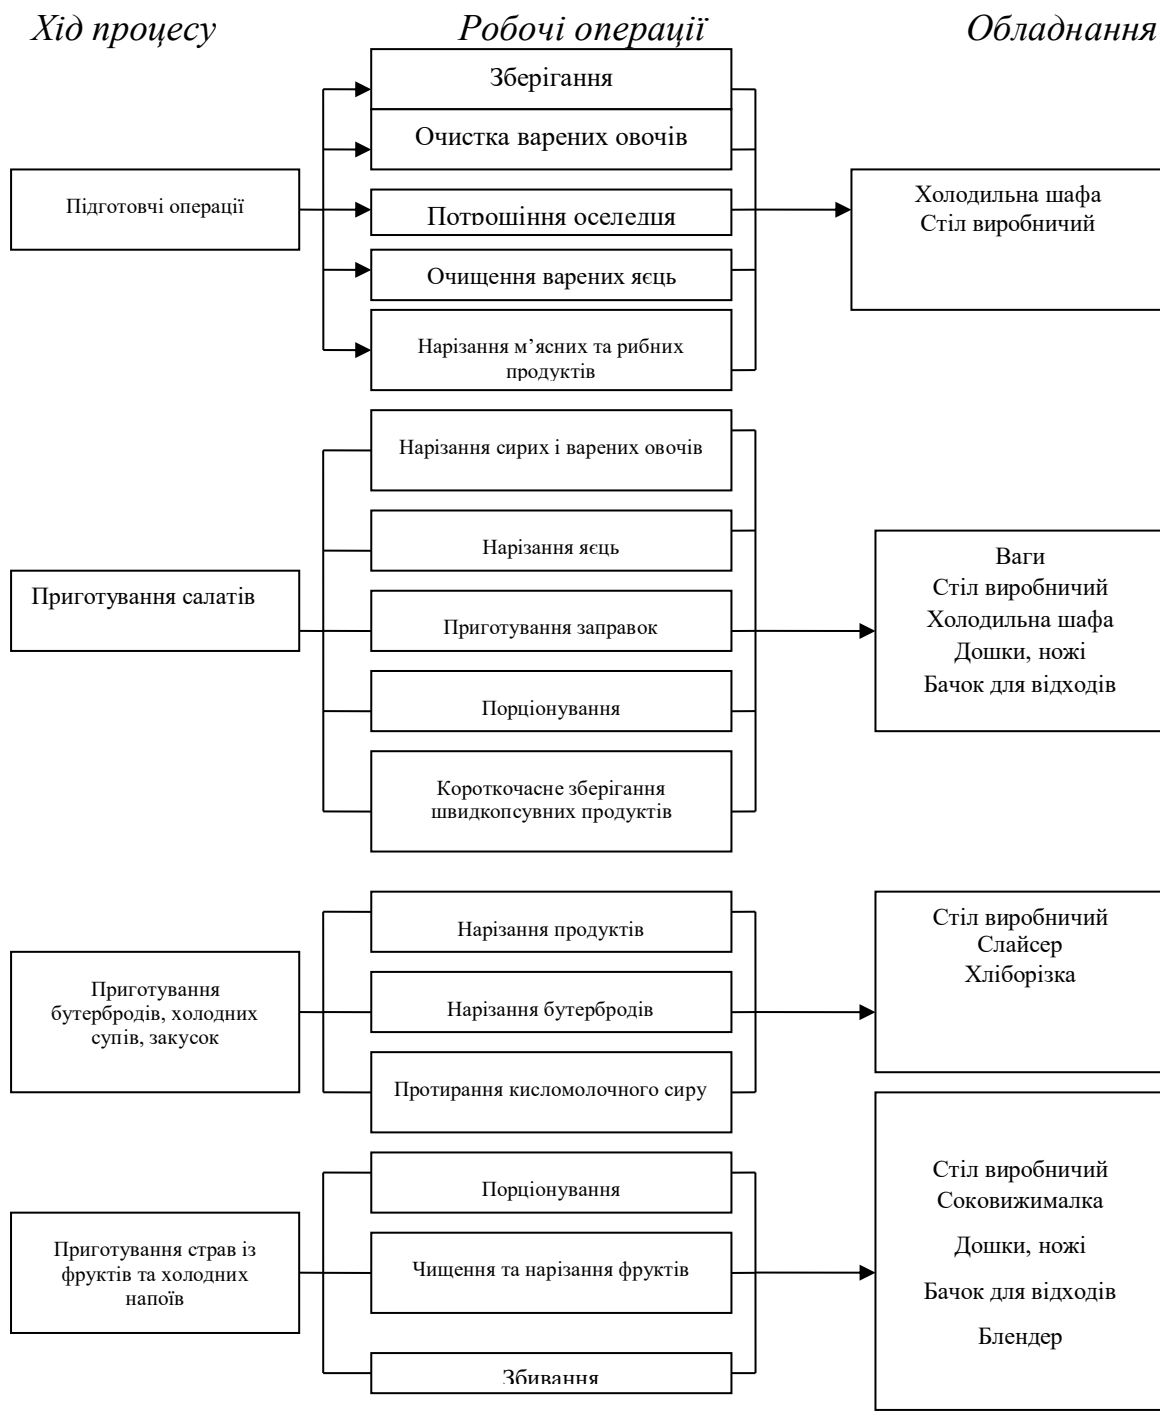 Хід процесу
Робочі операції
Обладнання
Підготовчі операції
Зберігання
Очистка варених овочів
Потрошіння оселедця
Очищення варених яєць
Нарізання м’ясних та рибних
продуктів
Холодильна шафа
Стіл виробничий
Приготування салатів
Нарізання сирих і варених овочів
Нарізання яєць
Приготування заправок
Порціонування
Короткочасне зберігання
швидкопсувних продуктів
Ваги
Стіл виробничий
Холодильна шафа
Дошки, ножі
Бачок для відходів
Приготування
бутербродів, холодних
супів, закусок
Нарізання продуктів
Нарізання бутербродів
Протирання кисломолочного сиру
Стіл виробничий
Слайсер
Хліборізка
Приготування страв із
фруктів та холодних
напоїв
Порціонування
Чищення та нарізання фруктів
Збивання
Стіл виробничий
Соковижималка
Дошки, ножі
Бачок для відходів
Блендер